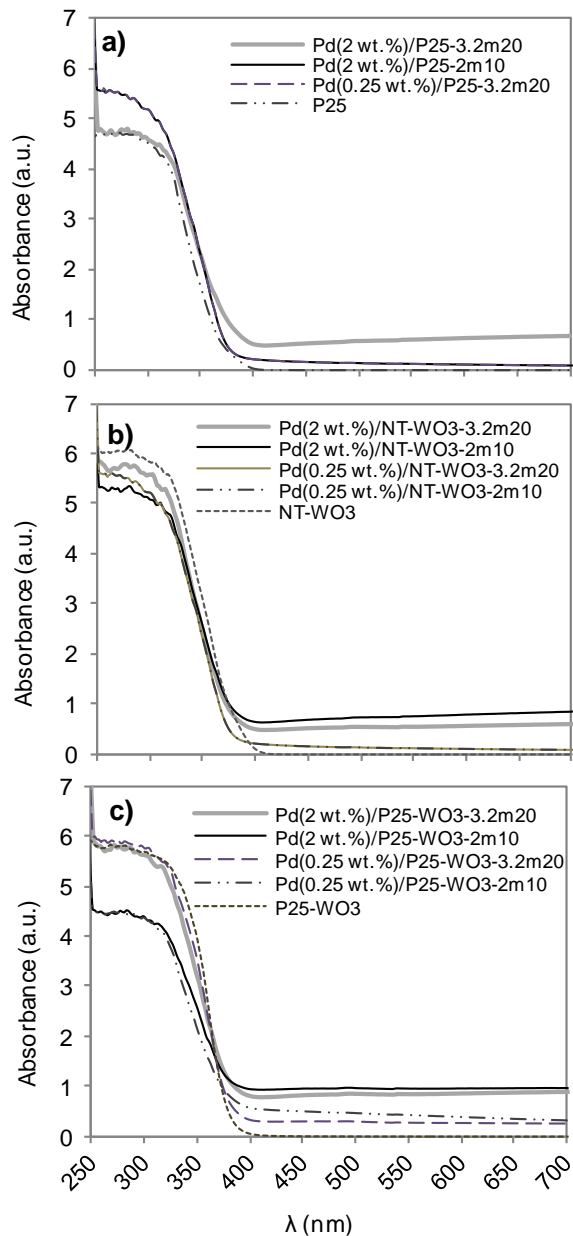 a)
Pd(2 wt.%)/P25-3.2m20
Pd(2 wt.%)/P25-2m10
Pd(0.25 wt.%)/P25-3.2m20
P25
7
6
5
4
3
2
1
0
Absorbance (a.u.)
b)
Pd(2 wt.%)/NT-WO3-3.2m20
Pd(2 wt.%)/NT-WO3-2m10
Pd(0.25 wt.%)/NT-WO3-3.2m20
Pd(0.25 wt.%)/NT-WO3-2m10
NT-WO3
7
6
5
4
3
2
1
0
Absorbance (a.u.)
c)
Pd(2 wt.%)/P25-WO3-3.2m20
Pd(2 wt.%)/P25-WO3-2m10
Pd(0.25 wt.%)/P25-WO3-3.2m20
Pd(0.25 wt.%)/P25-WO3-2m10
P25-WO3
7
6
5
4
3
2
1
0
Absorbance (a.u.)
250 300 350 400 450 500 550 600 650 700
λ (nm)